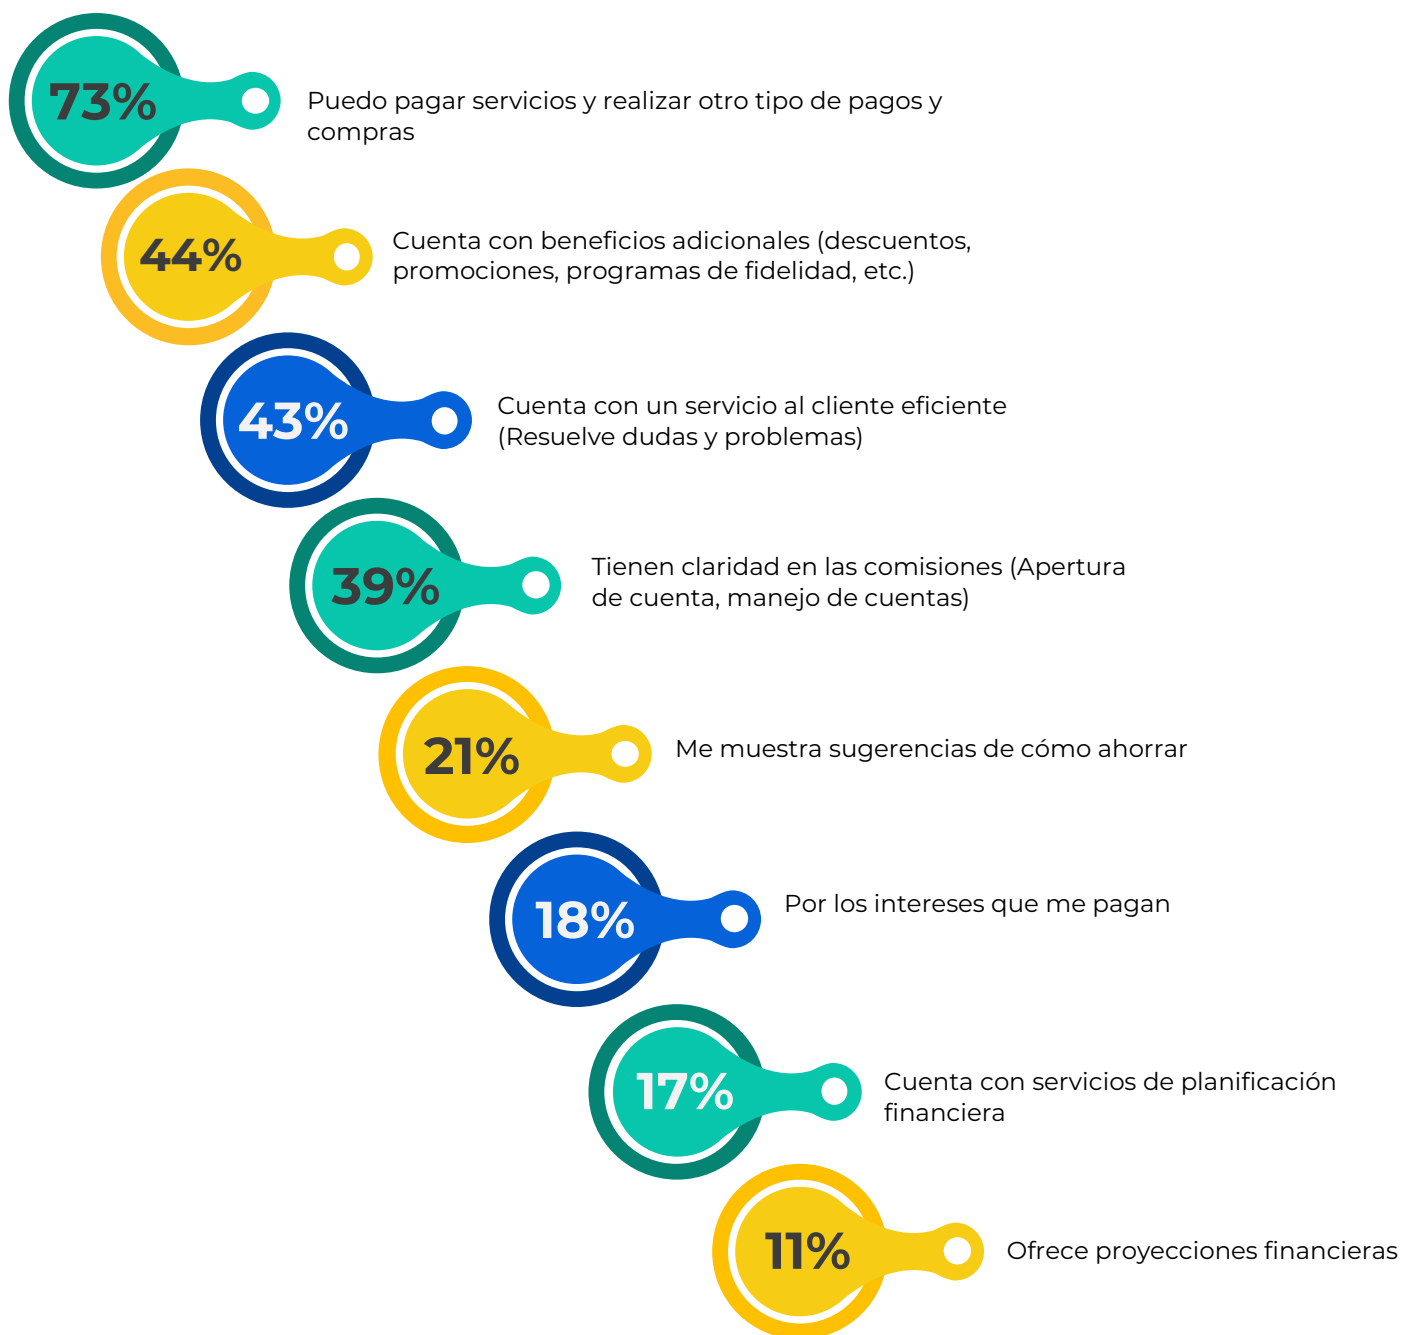 73%
Puedo pagar servicios y realizar otro tipo de pagos y
compras
44%
Cuenta con beneficios adicionales (descuentos,
promociones, programas de fidelidad, etc.)
43%
Cuenta con un servicio al cliente eficiente
(Resuelve dudas y problemas)
39%
Tienen claridad en las comisiones (Apertura
de cuenta, manejo de cuentas)
21%
Me muestra sugerencias de cómo ahorrar
18%
Por los intereses que me pagan
17%
Cuenta con servicios de planificación
financiera
11%
Ofrece proyecciones financieras